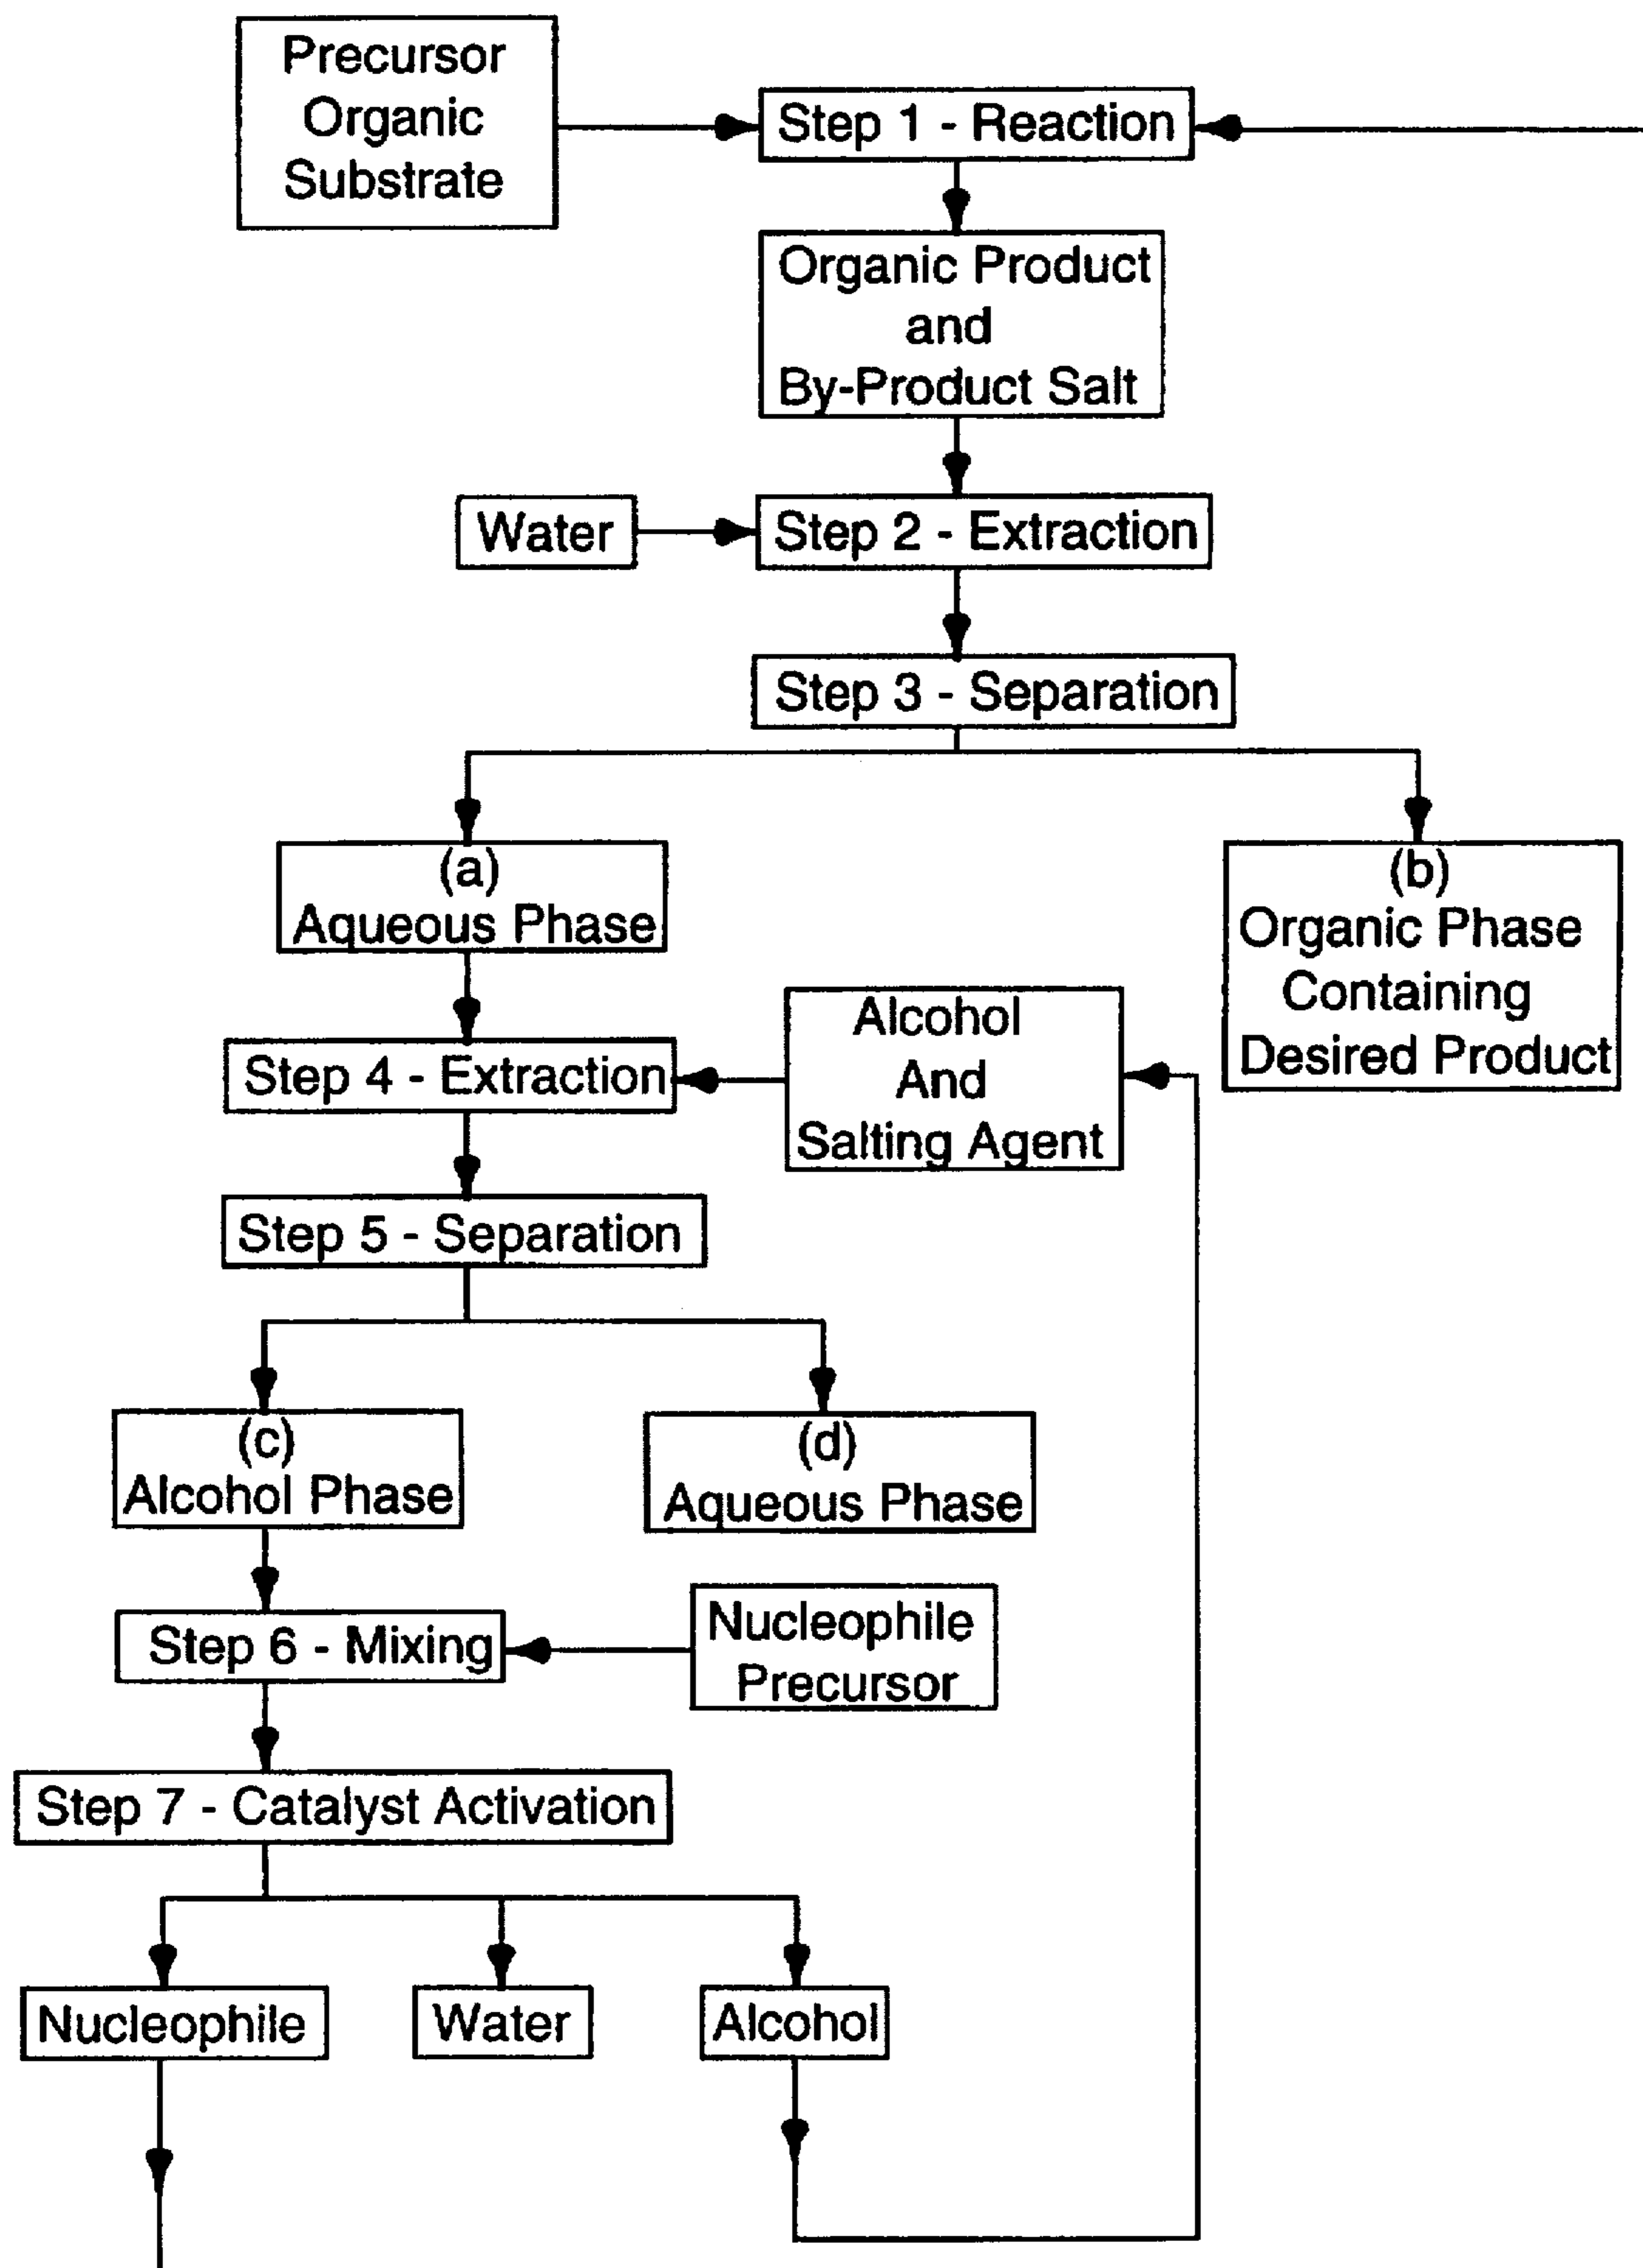 Precursor
Organic
Substrate
Step 1 - Reaction
Organic Product
and
By-Product Salt
Water
Step 2 - Extraction
Step 3 - Separation
(a)
Aqueous Phase
(b)
Organic Phase
Containing
Desired Product
Alcohol
And
Salting Agent
Step 4 - Extraction
Step 5 - Separation
(c)
Alcohol Phase
(d)
Aqueous Phase
Step 6 - Mixing
Nucleophile
Precursor
Step 7 - Catalyst Activation
Nucleophile
Water
Alcohol